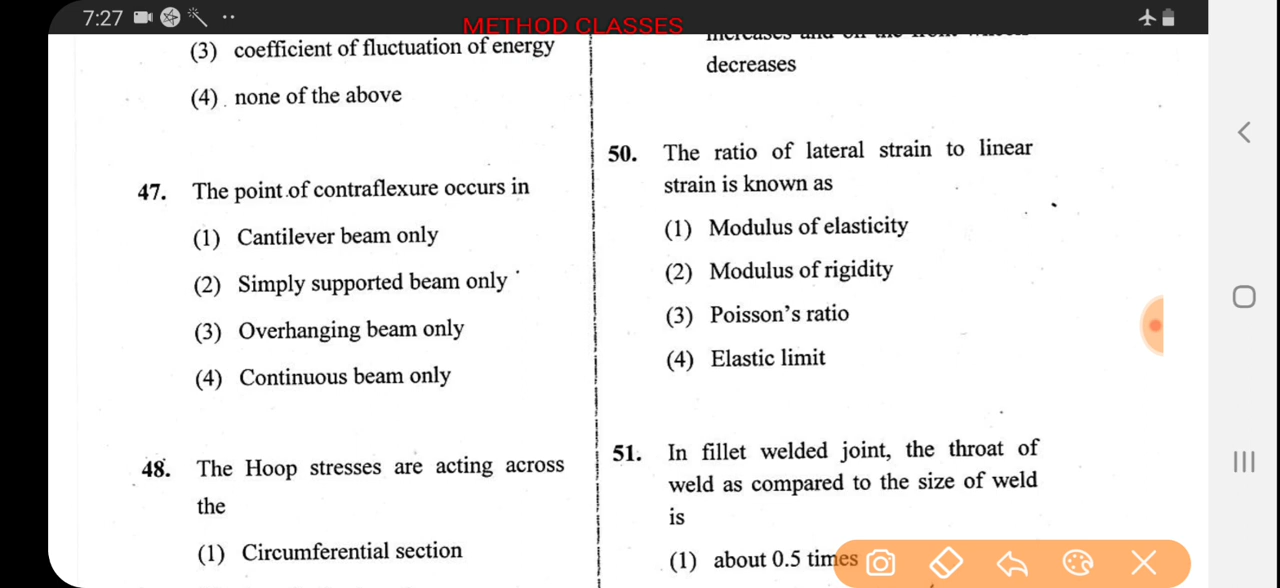 7:27
METHOD CLASSES
(3) coefficient of fluctuation of energy
(4) none of the above
47. The point of contraflexure occurs in
(1) Cantilever beam only
(2) Simply supported beam only
(3) Overhanging beam only
(4) Continuous beam only
48. The Hoop stresses are acting across
the
(1) Circumferential section
decreases
50. The ratio of lateral strain to linear
strain is known as
(1) Modulus of elasticity
(2) Modulus of rigidity
(3) Poisson's ratio
(4) Elastic limit
51. In fillet welded joint, the throat of
weld as compared to the size of weld
is
(1) about 0.5 times